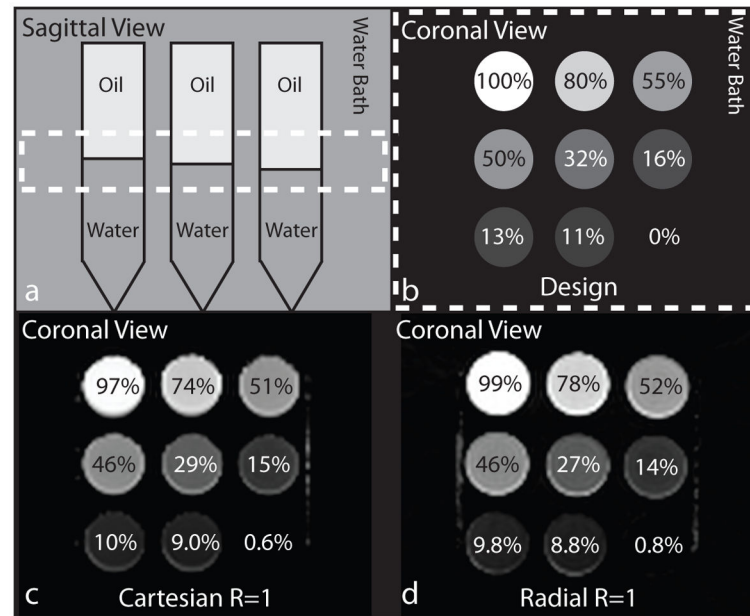 Sagittal View
Oil
Oil
Oil
Water Bath
Water
Water
Water
a
Coronal View
Water Bath
100%
80%
55%
50%
32%
16%
13%
11%
0%
b
Design
Coronal View
97%
74%
51%
46%
29%
15%
10%
9.0%
0.6%
c
Cartesian R=1
Coronal View
99%
78%
52%
46%
27%
14%
9.8%
8.8%
0.8%
d
Radial R=1